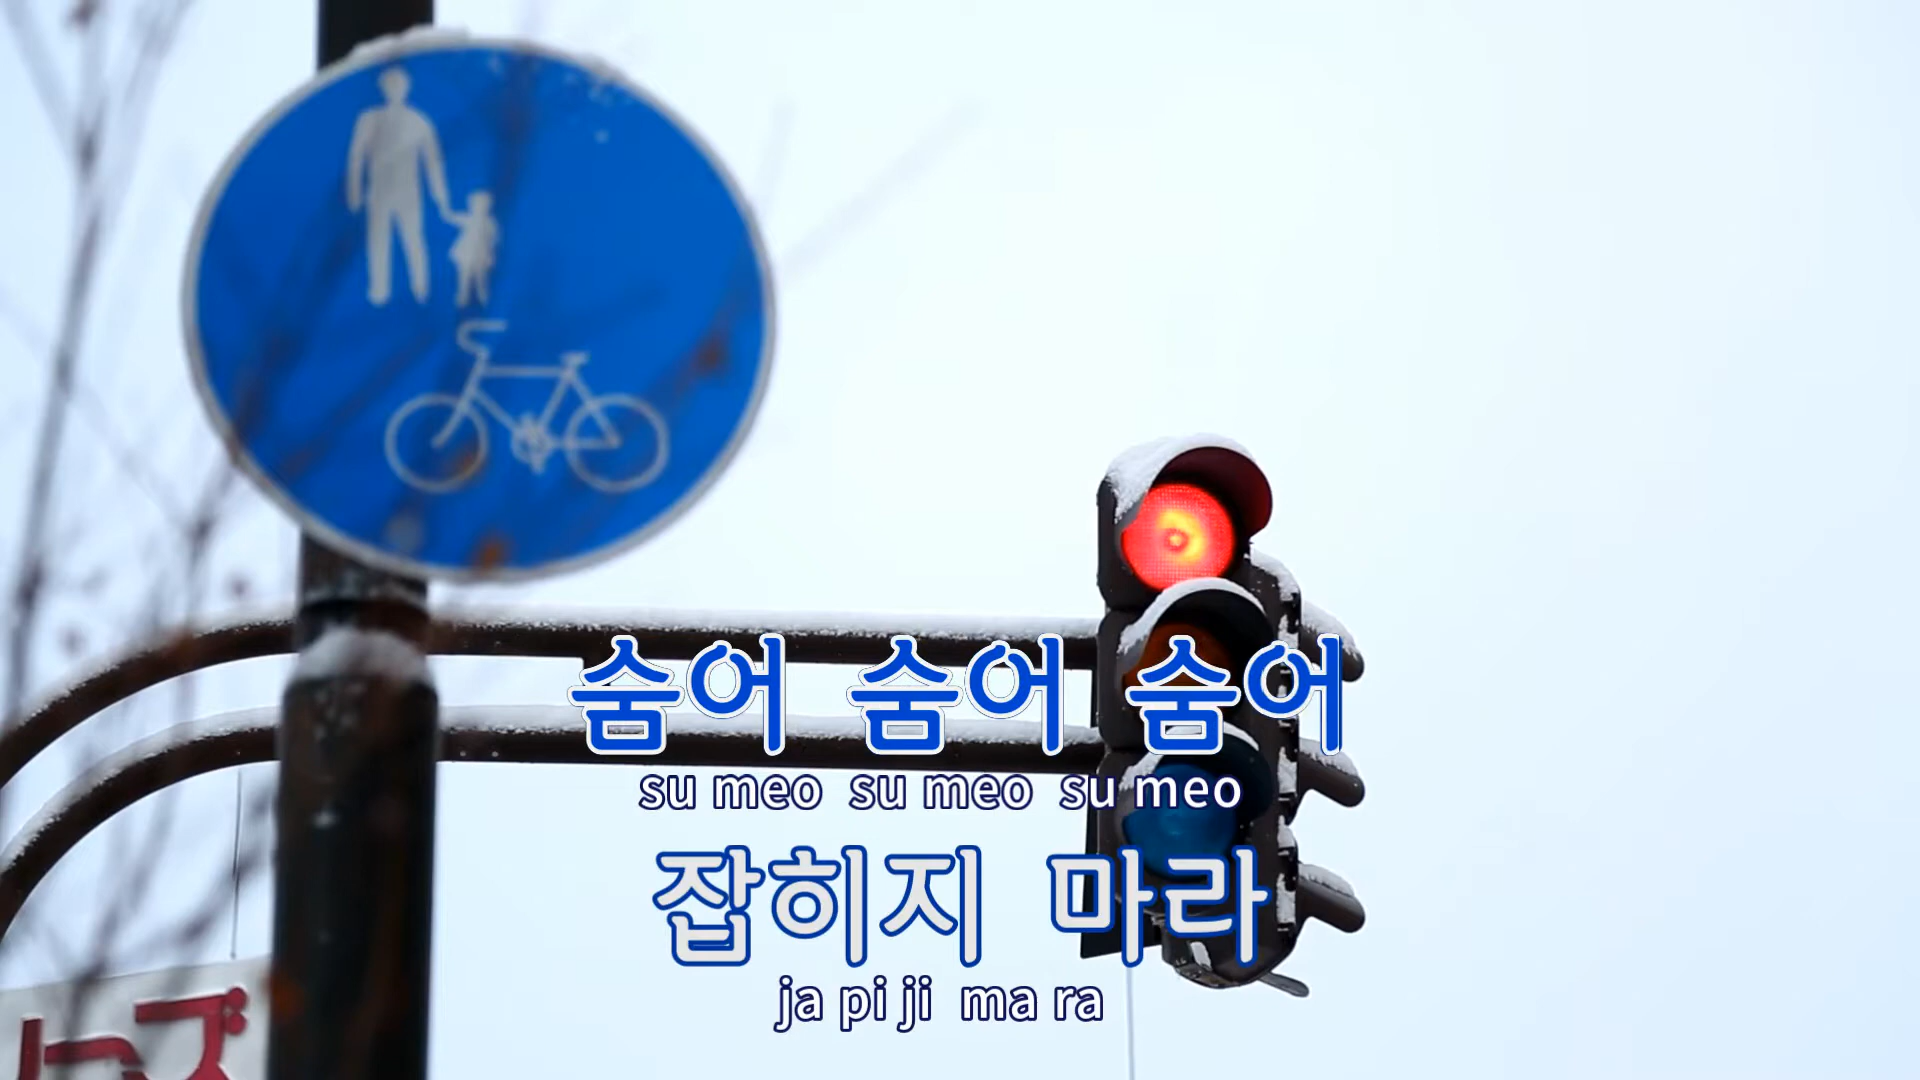 숨어 숨어 숨어
su meo su meo su meo
잡히지 마라
ja pi ji ma ra